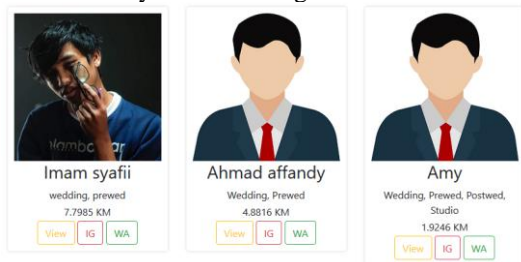 Imam syafii
wedding, prewed
7.7985 KM
View IG WA
Ahmad affandy
Wedding, Prewed
4.8816 KM
View IG WA
Amy
Wedding, Prewed, Postwed,
Studio
1.9246 KM
View IG WA